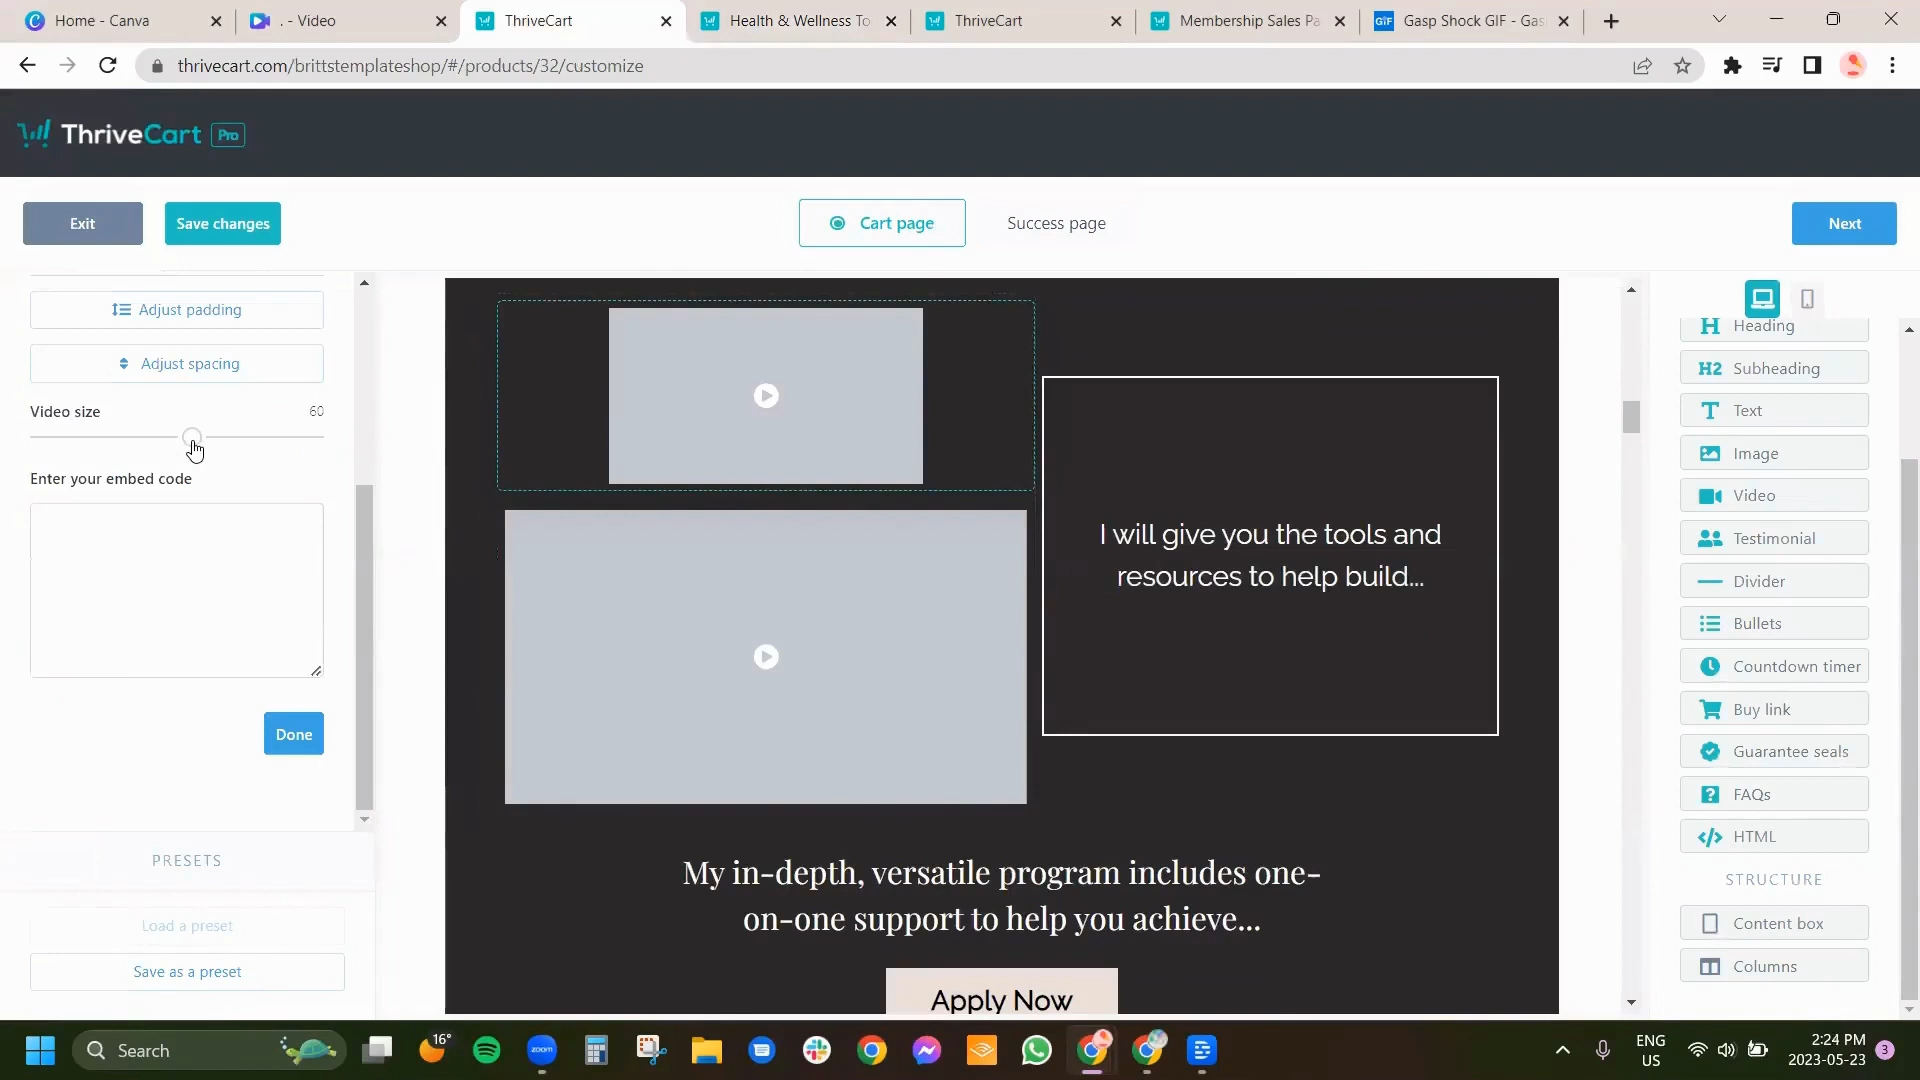 Home - Canva
. - Video
ThriveCart
Health & Wellness To
ThriveCart
Membership Sales Pa
GIF
Gasp Shock GIF - Gas
thrivecart.com/brittstemplateshop/#/products/32/customize
ThriveCart Pro
Exit
Save changes
Cart page
Success page
Next
Adjust padding
Adjust spacing
Video size
60
Enter your embed code
Done
PRESETS
Load a preset
Save as a preset
I will give you the tools and
resources to help build...
My in-depth, versatile program includes one-
on-one support to help you achieve...
Apply Now
H Heading
H2 Subheading
T Text
Image
Video
Testimonial
Divider
Bullets
Countdown timer
Buy link
Guarantee seals
FAQs
HTML
STRUCTURE
Content box
Columns
Search
16°
zoom
ENG
US
2:24 PM
2023-05-23
3